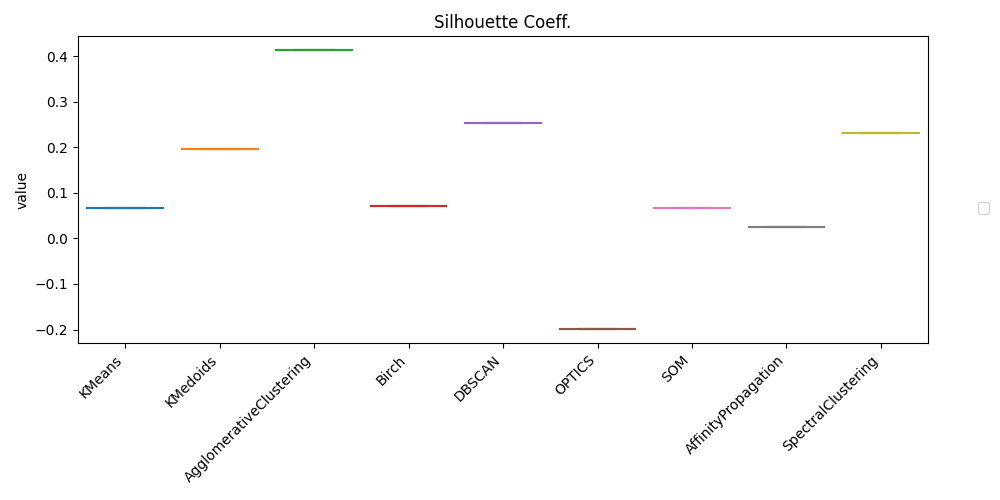 Silhouette Coeff.
value
0.4
0.3
0.2
0.1
0.0
−0.1
−0.2
KMeans
KMedoids
AgglomerativeClustering
Birch
DBSCAN
OPTICS
SOM
AffinityPropagation
SpectralClustering